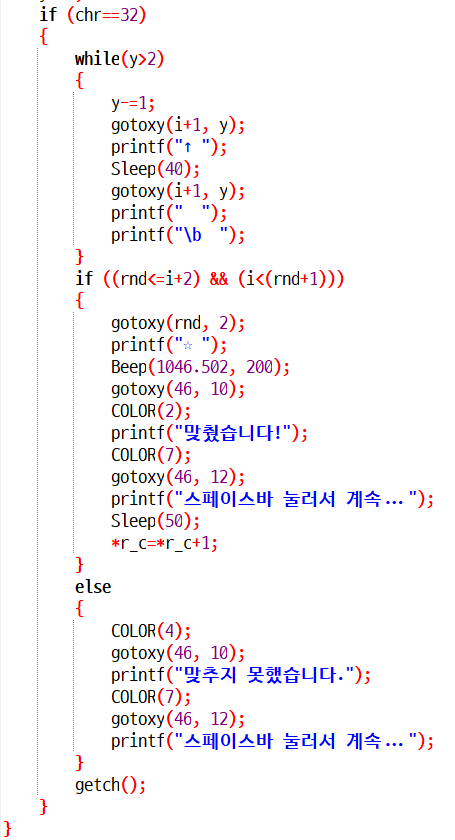 if (chr==32)
{
while(y>2)
{
y-=1;
gotoxy(i+1, y);
printf("↑ ");
Sleep(40);
gotoxy(i+1, y);
printf("  ");
printf("\b  ");
}
if ((rnd<=i+2) && (i<(rnd+1)))
{
gotoxy(rnd, 2);
printf("☆ ");
Beep(1046.502, 200);
gotoxy(46, 10);
COLOR(2);
printf("맞췄습니다!");
COLOR(7);
gotoxy(46, 12);
printf("스페이스바 눌러서 계속...");
Sleep(50);
*r_c=*r_c+1;
}
else
{
COLOR(4);
gotoxy(46, 10);
printf("맞추지 못했습니다.");
COLOR(7);
gotoxy(46, 12);
printf("스페이스바 눌러서 계속...");
}
getch();
}
}